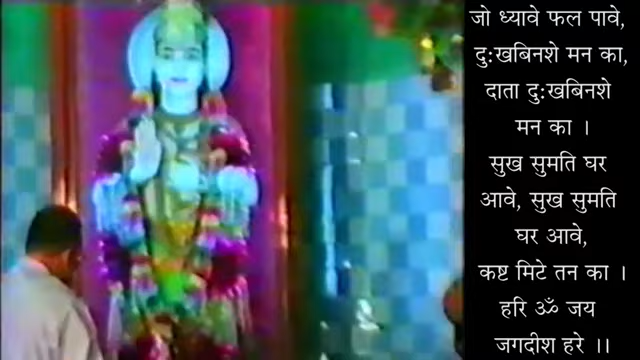 जो ध्यावे फल पावे,
दुःखबिनशे मन का,
दाता दुःखबिनशे
मन का ।
सुख सुमति घर
आवे, सुख सुमति
घर आवे,
कष्ट मिटे तन का ।
हरि ॐ जय
जगदीश हरे ।।